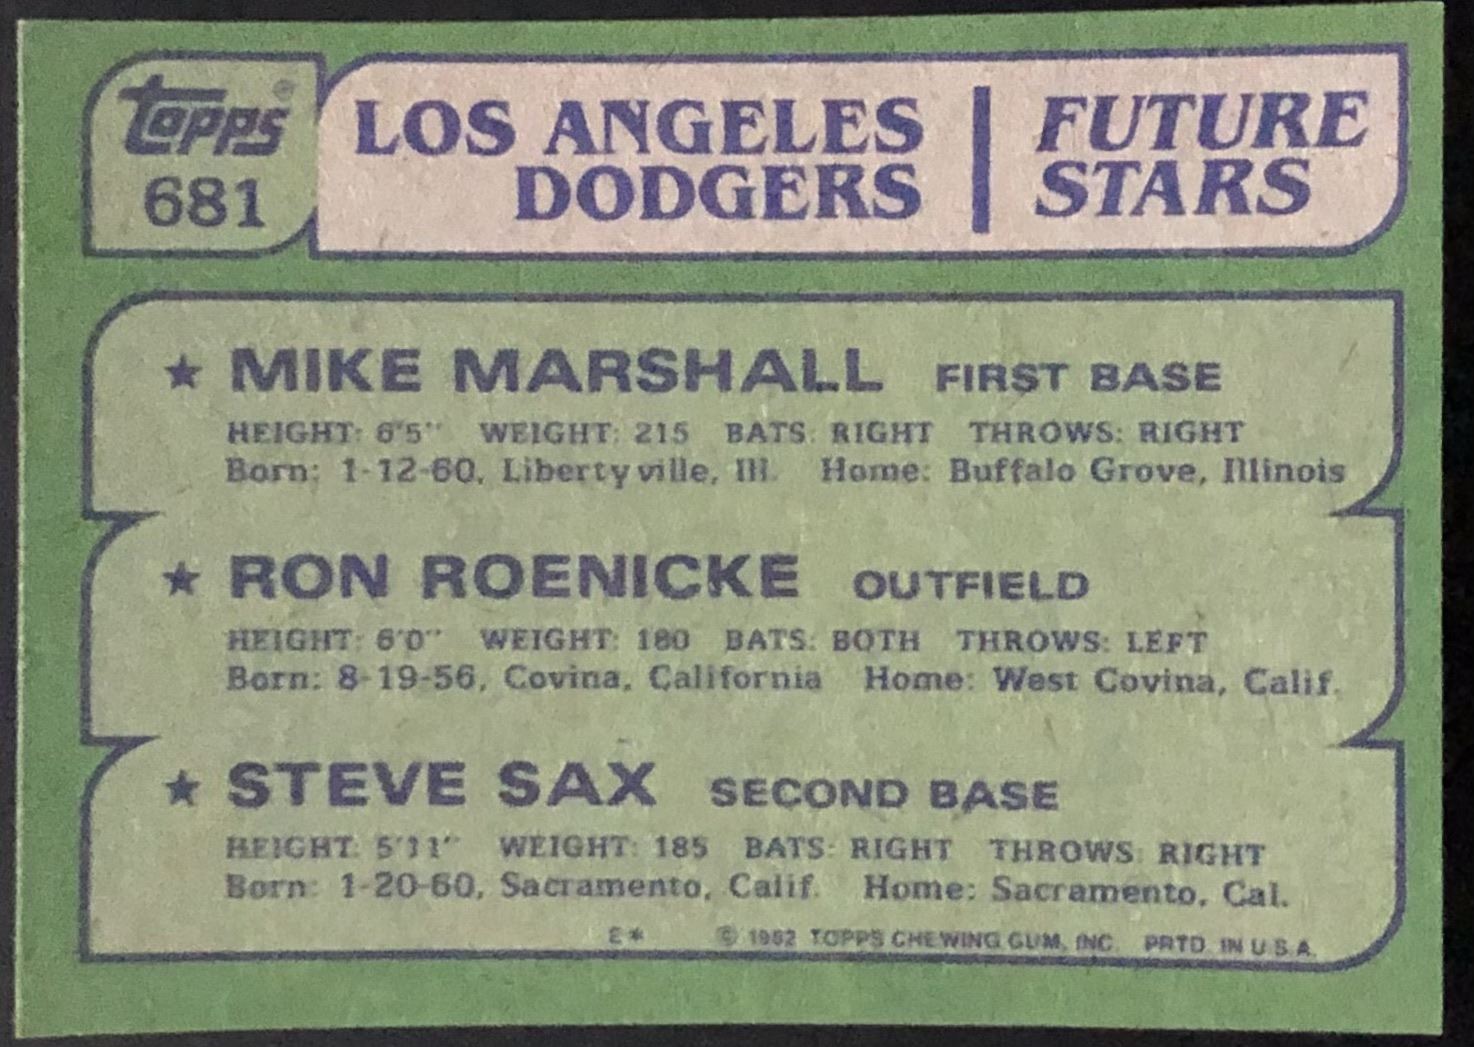 topps®
681
LOS ANGELES
DODGERS
FUTURE
STARS
★ MIKE MARSHALL FIRST BASE
HEIGHT: 6'5" WEIGHT: 215 BATS: RIGHT THROWS: RIGHT
Born: 1-12-60, Libertyville, Ill. Home: Buffalo Grove, Illinois
★ RON ROENICKE OUTFIELD
HEIGHT: 6'0" WEIGHT: 180 BATS: BOTH THROWS: LEFT
Born: 8-19-56, Covina, California Home: West Covina, Calif.
★ STEVE SAX SECOND BASE
HEIGHT: 5'11" WEIGHT: 185 BATS: RIGHT THROWS: RIGHT
Born: 1-20-60, Sacramento, Calif. Home: Sacramento, Cal.
E* © 1982 TOPPS CHEWING GUM, INC. PRTD. IN U.S.A.